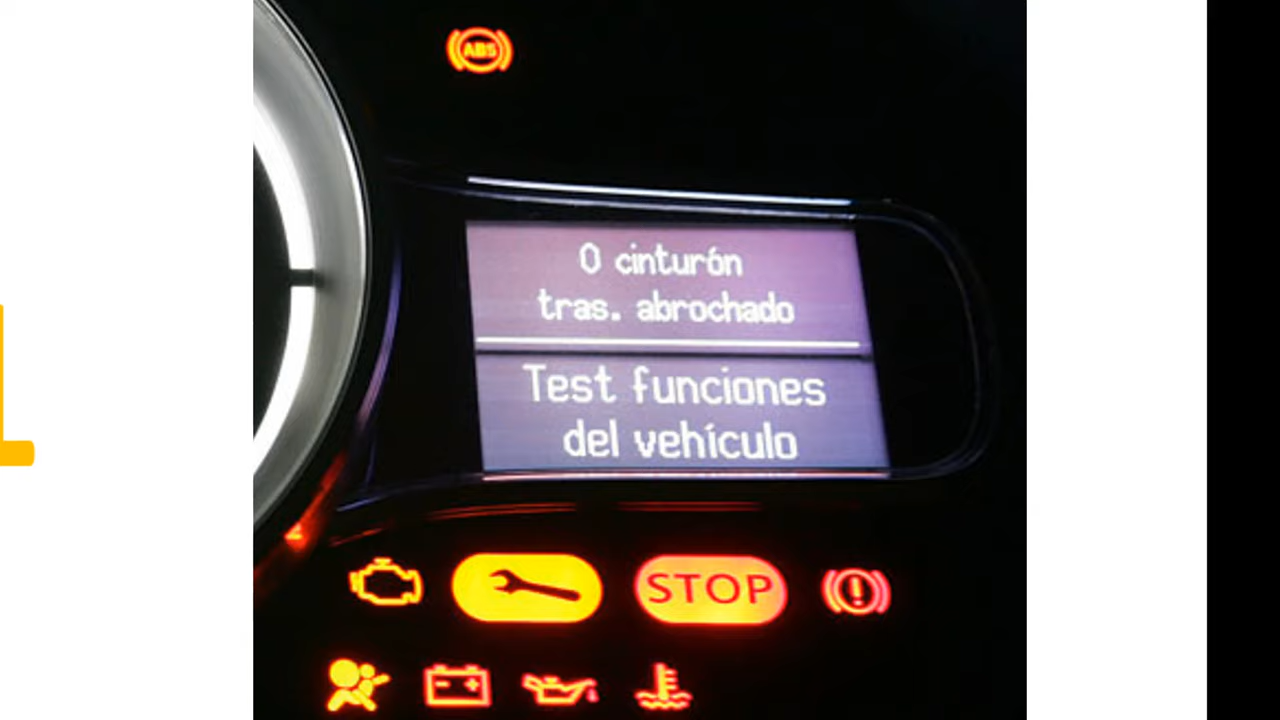 ABS
0 cinturón
tras. abrochado
Test funciones
del vehículo
STOP